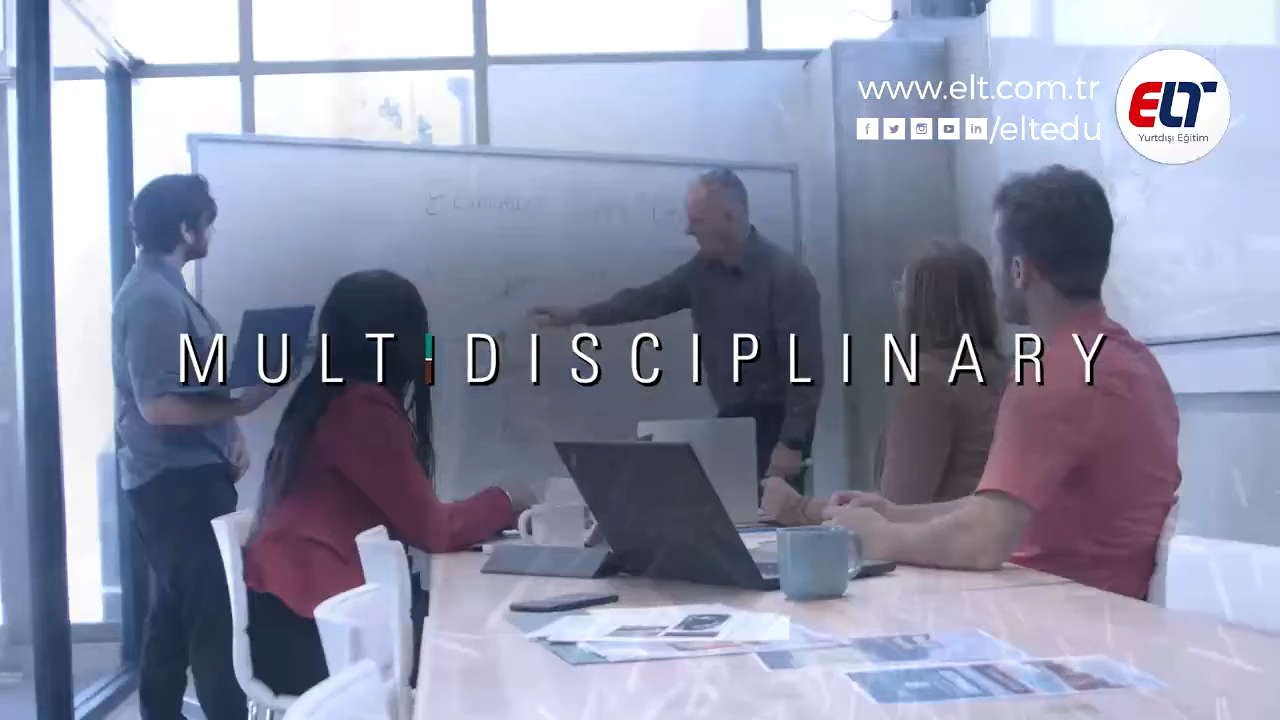 www.elt.com.tr
/eltedu
ELT
Yurtdışı Eğitim
MULTIDISCIPLINARY